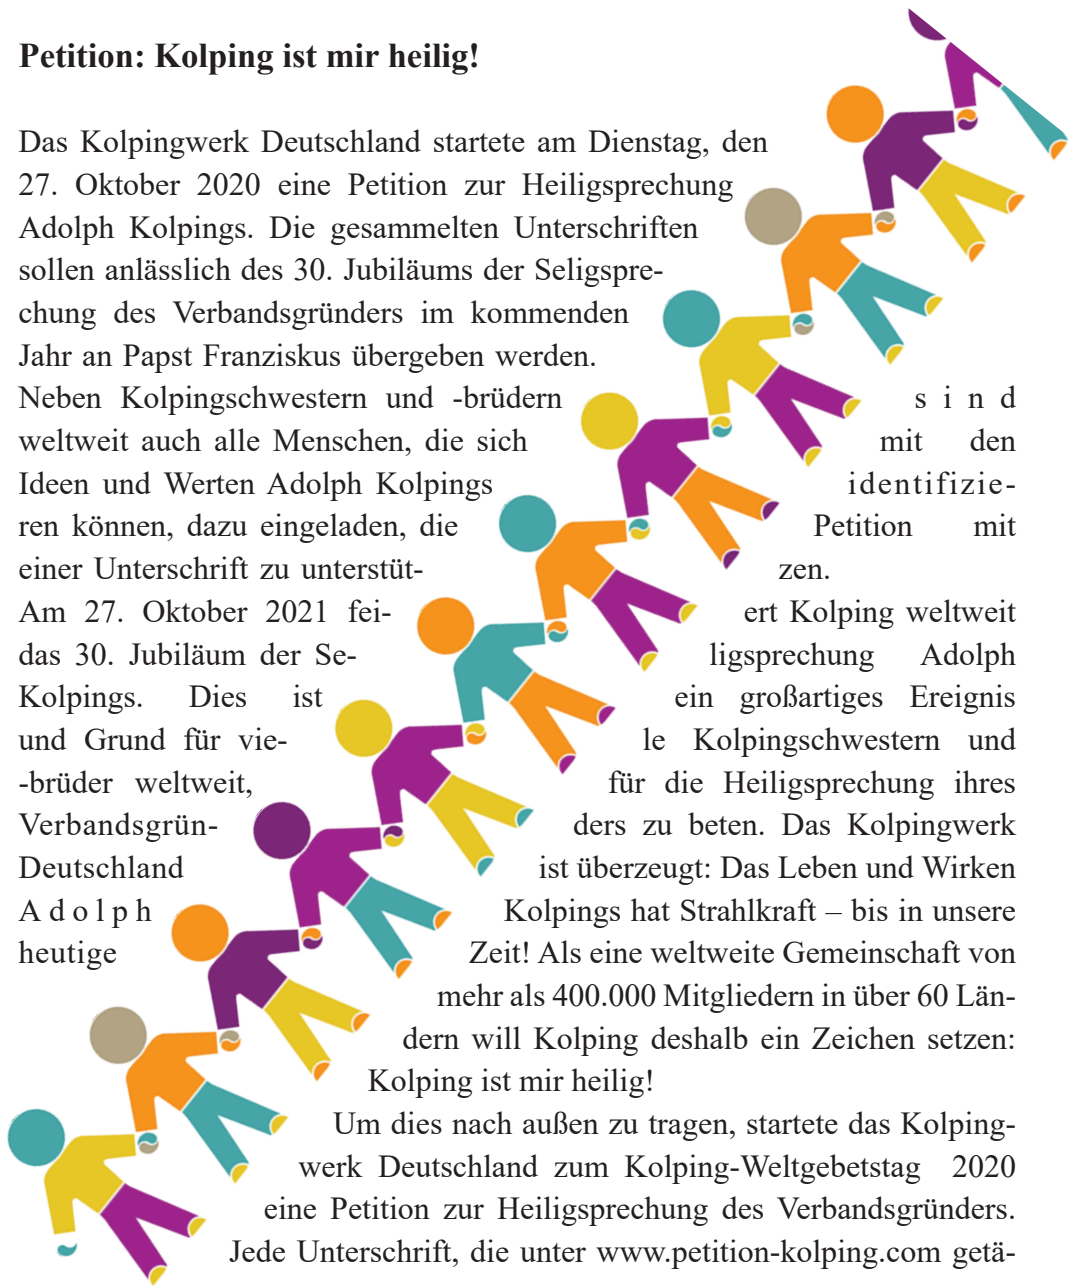 Petition: Kolping ist mir heilig!
Das Kolpingwerk Deutschland startete am Dienstag, den
27. Oktober 2020 eine Petition zur Heiligsprechung
Adolph Kolpings. Die gesammelten Unterschriften
sollen anlässlich des 30. Jubiläums der Seligspre-
chung des Verbandsgründers im kommenden
Jahr an Papst Franziskus übergeben werden.
Neben Kolpingschwestern und -brüdern sind
weltweit auch alle Menschen, die sich mit den
Ideen und Werten Adolph Kolpings identifizie-
ren können, dazu eingeladen, die Petition mit
einer Unterschrift zu unterstüt- zen.
Am 27. Oktober 2021 fei- ert Kolping weltweit
das 30. Jubiläum der Se- ligsprechung Adolph
Kolpings. Dies ist ein großartiges Ereignis
und Grund für vie- le Kolpingschwestern und
-brüder weltweit, für die Heiligsprechung ihres
Verbandsgrün- ders zu beten. Das Kolpingwerk
Deutschland ist überzeugt: Das Leben und Wirken
Adolph Kolpings hat Strahlkraft – bis in unsere
heutige Zeit! Als eine weltweite Gemeinschaft von
mehr als 400.000 Mitgliedern in über 60 Län-
dern will Kolping deshalb ein Zeichen setzen:
Kolping ist mir heilig!
Um dies nach außen zu tragen, startete das Kolping-
werk Deutschland zum Kolping-Weltgebetstag 2020
eine Petition zur Heiligsprechung des Verbandsgründers.
Jede Unterschrift, die unter www.petition-kolping.com getä-